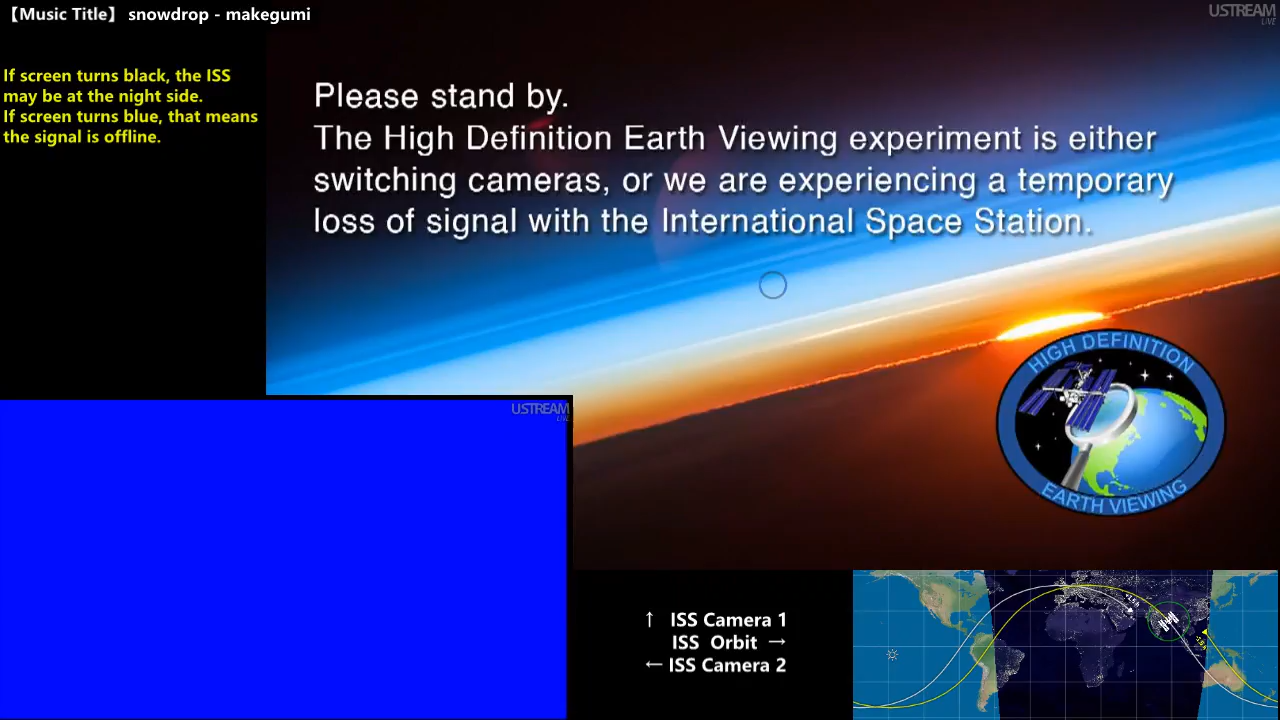 【Music Title】 snowdrop - makegumi
USTREAM
LIVE
If screen turns black, the ISS
may be at the night side.
If screen turns blue, that means
the signal is offline.
Please stand by.
The High Definition Earth Viewing experiment is either
switching cameras, or we are experiencing a temporary
loss of signal with the International Space Station.
HIGH DEFINITION
EARTH VIEWING
USTREAM
LIVE
↑ ISS Camera 1
ISS Orbit →
← ISS Camera 2